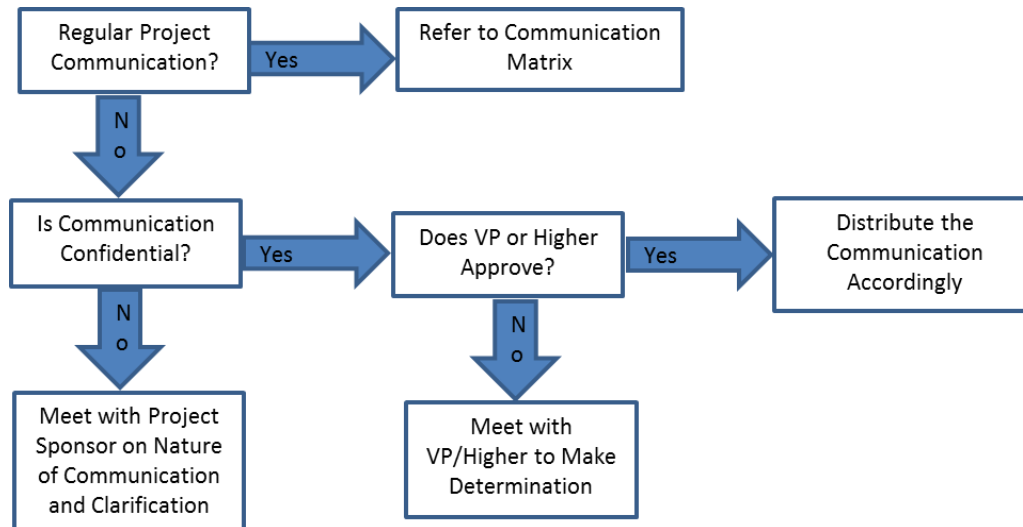 Regular Project
Communication?
Yes
Refer to Communication
Matrix
N
o
Is Communication
Confidential?
Yes
Does VP or Higher
Approve?
Yes
Distribute the
Communication
Accordingly
N
o
N
o
Meet with Project
Sponsor on Nature
of Communication
and Clarification
Meet with
VP/Higher to Make
Determination